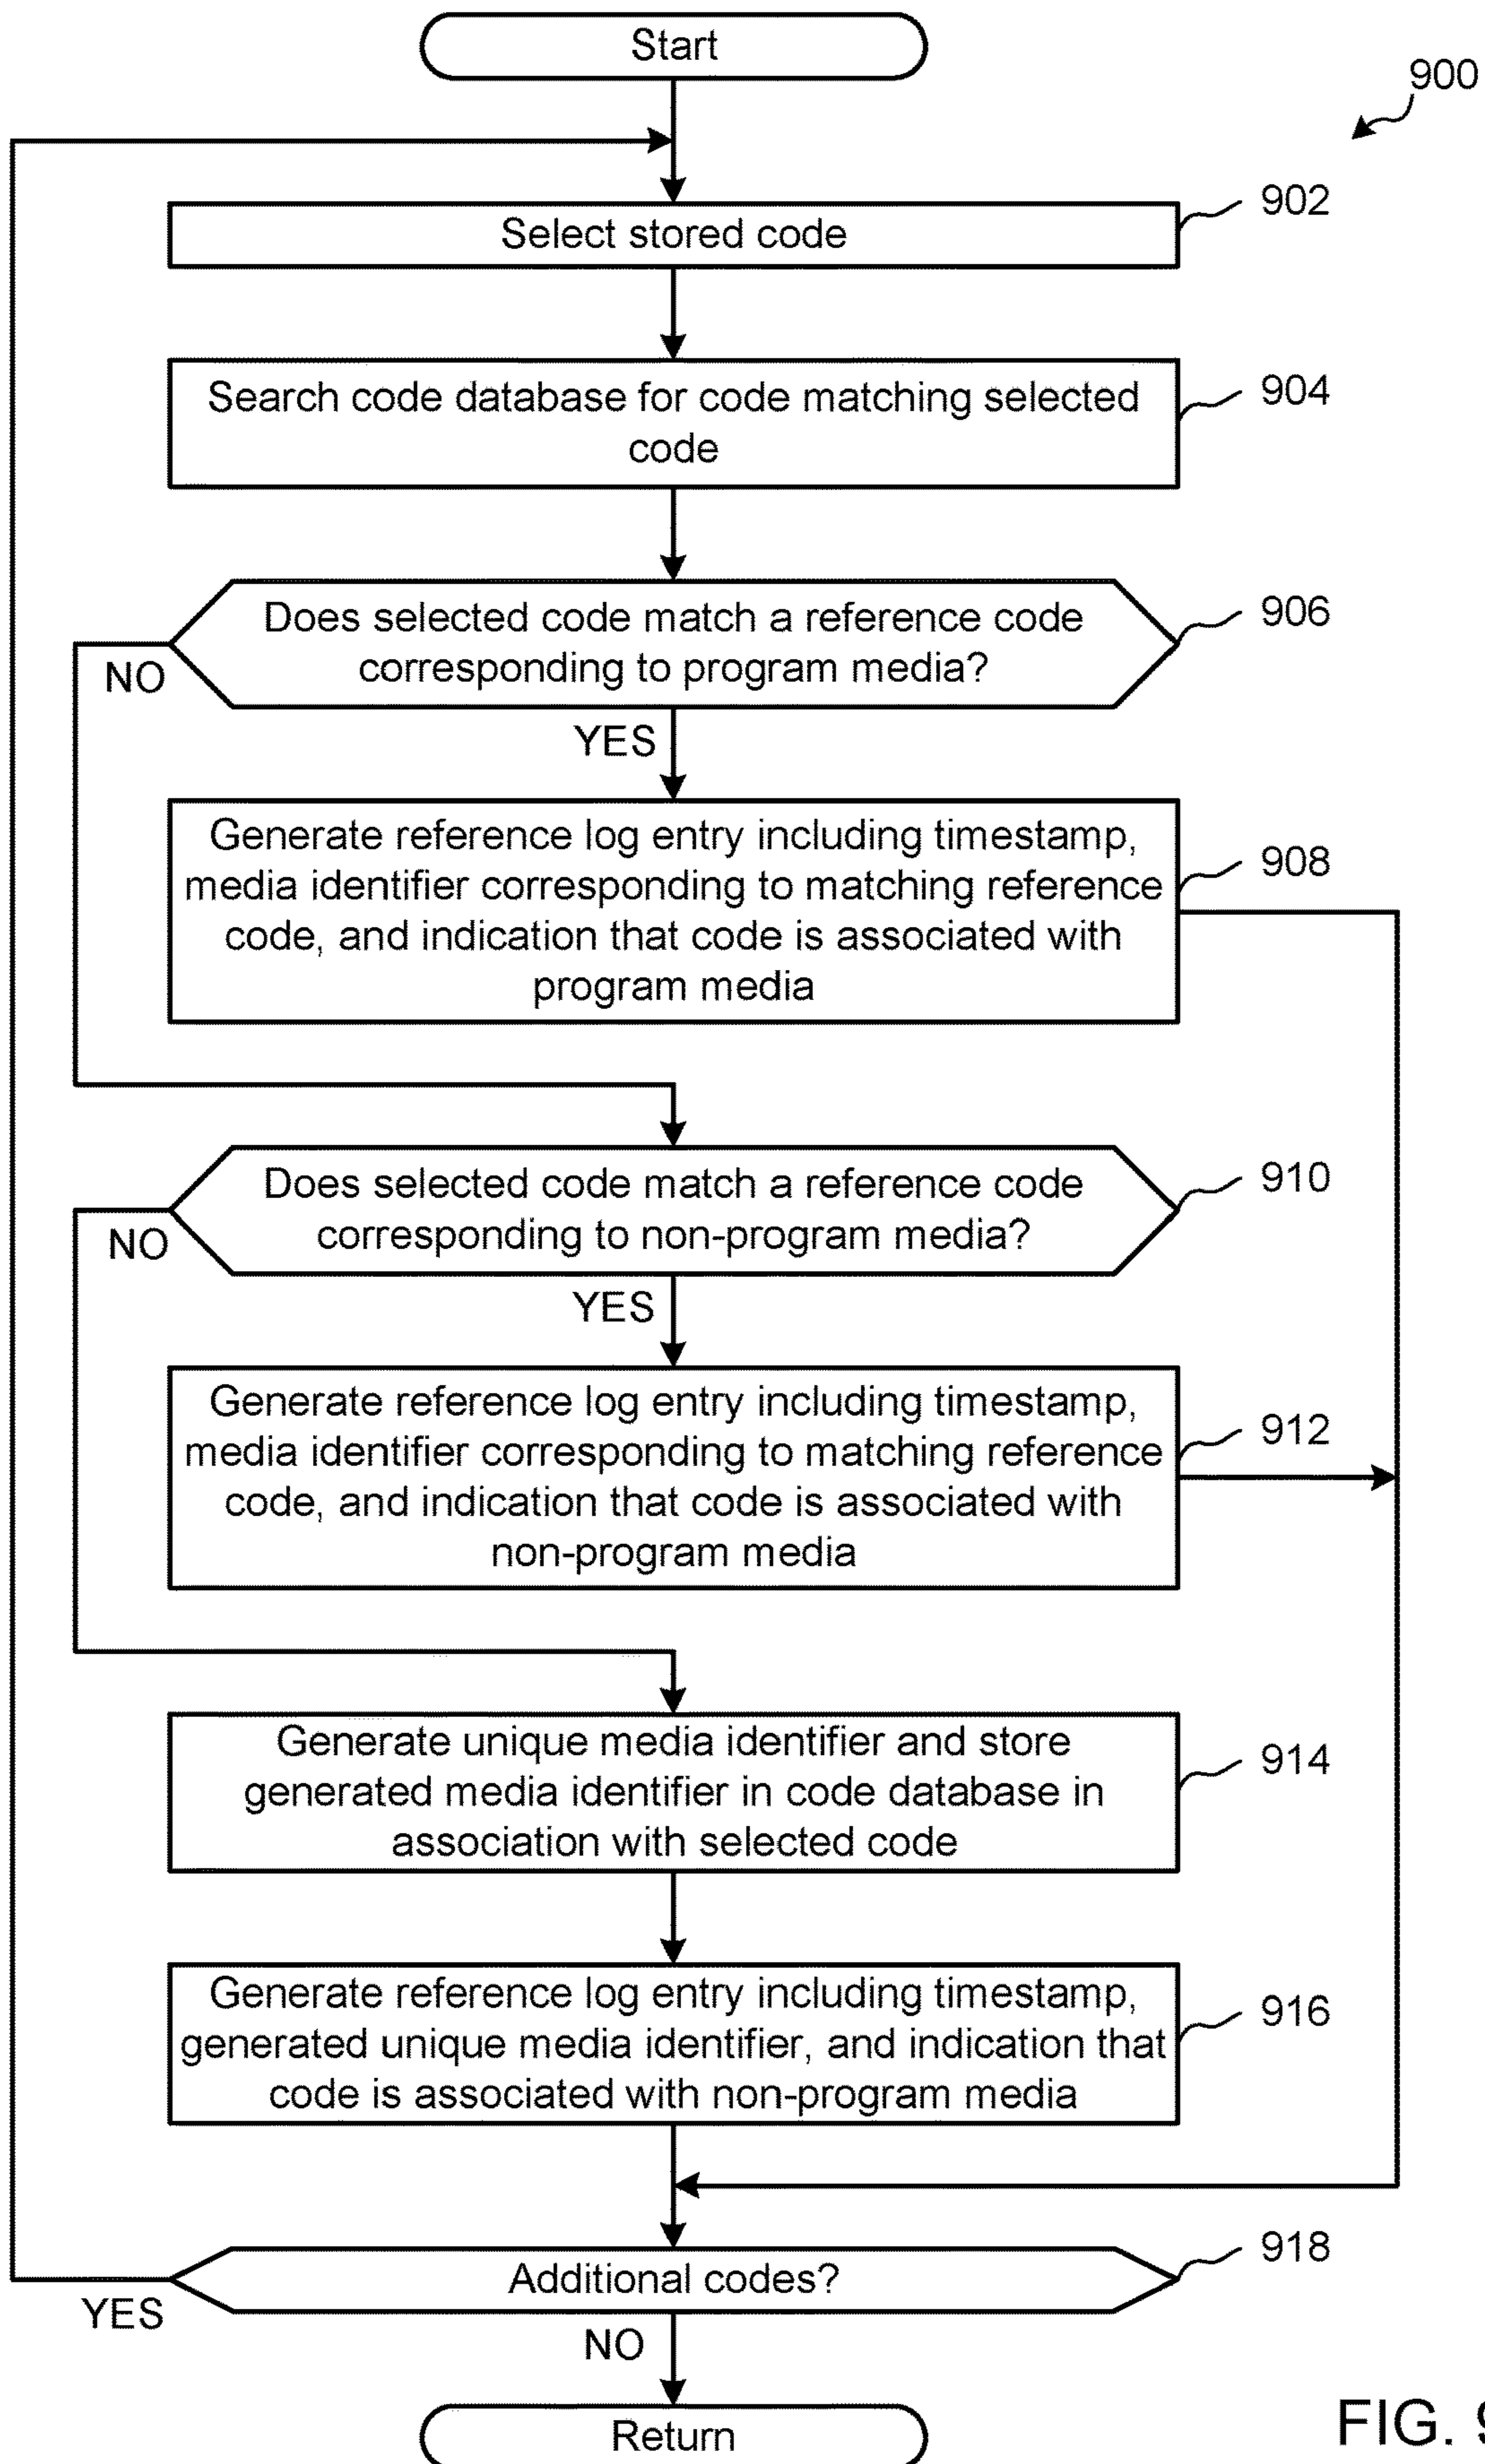 Start
900
Select stored code
902
Search code database for code matching selected
code
904
Does selected code match a reference code
corresponding to program media?
906
NO
YES
Generate reference log entry including timestamp,
media identifier corresponding to matching reference
code, and indication that code is associated with
program media
908
Does selected code match a reference code
corresponding to non-program media?
910
NO
YES
Generate reference log entry including timestamp,
media identifier corresponding to matching reference
code, and indication that code is associated with
non-program media
912
Generate unique media identifier and store
generated media identifier in code database in
association with selected code
914
Generate reference log entry including timestamp,
generated unique media identifier, and indication that
code is associated with non-program media
916
Additional codes?
918
YES
NO
Return
FIG. 9